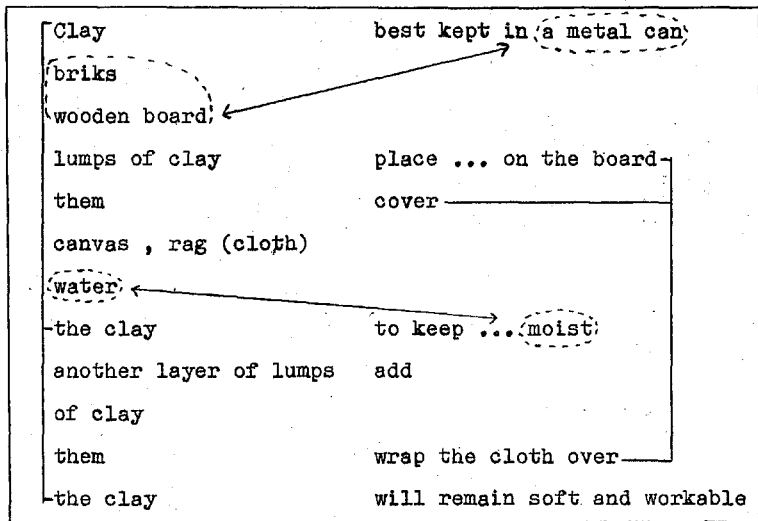 Clay best kept in a metal can
briks
wooden board
lumps of clay place ... on the board
them cover
canvas , rag (cloth)
water
the clay to keep ... moist
another layer of lumps add
of clay
them wrap the cloth over
the clay will remain soft and workable